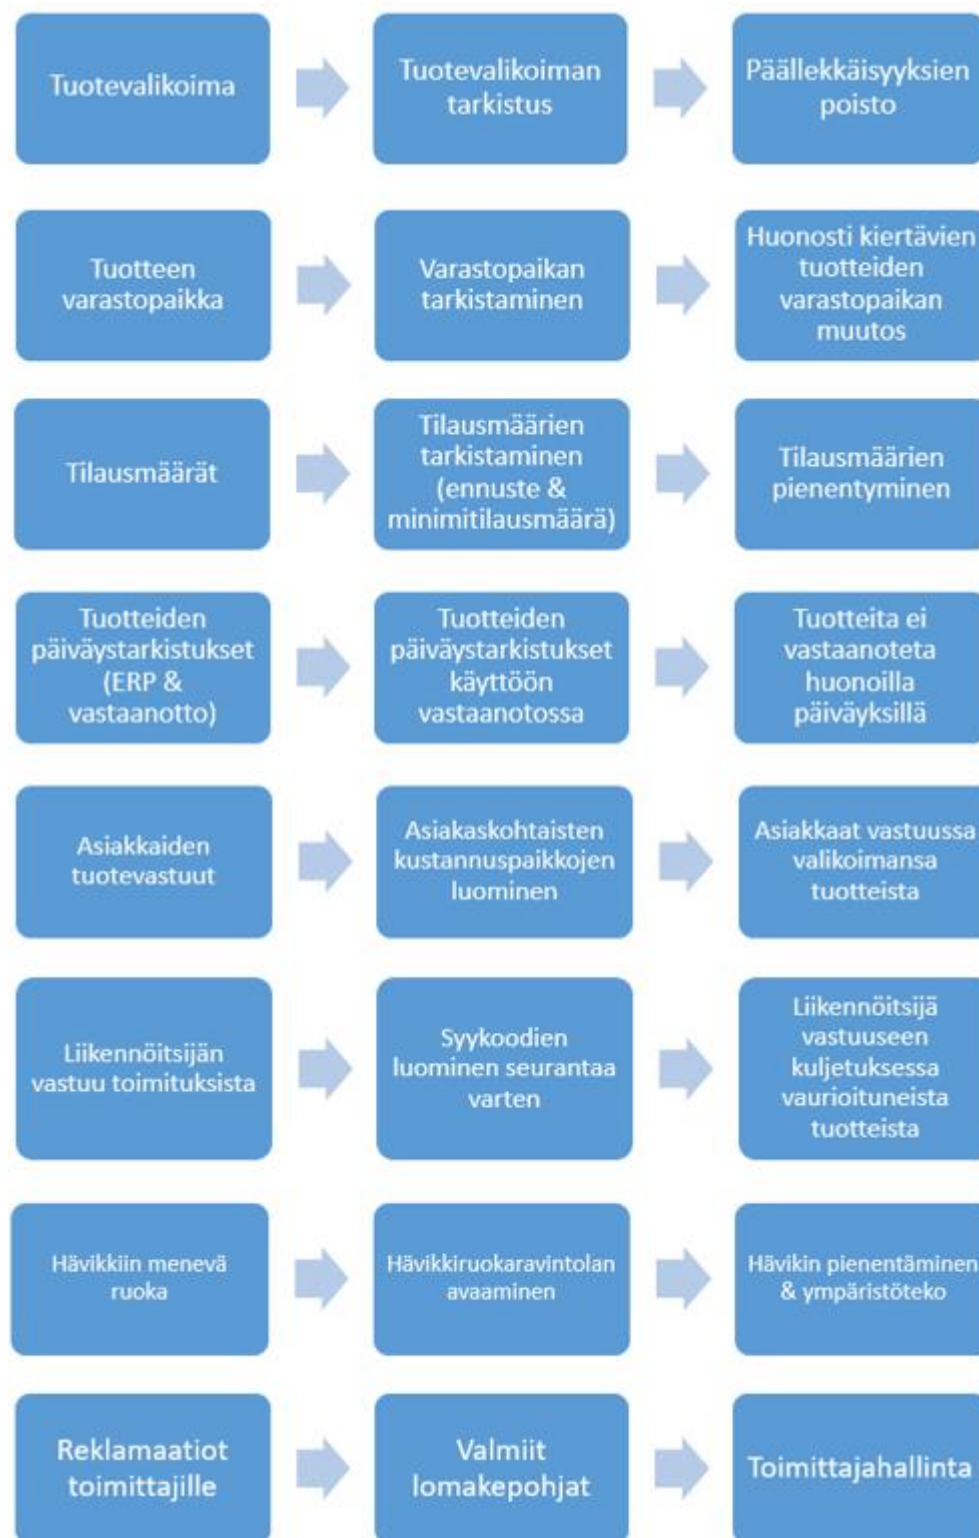 Tuotevalikoima
Tuotevalikoiman
tarkistus
Päällekkäisyyksien
poisto
Tuotteen
varastopaikka
Varastopaikan
tarkistaminen
Huonosti kiertävien
tuotteiden
varastopaikan
muutos
Tilausmäärät
Tilausmäärien
tarkistaminen
(ennuste &
minimitilausmäärä)
Tilausmäärien
pienentyminen
Tuotteiden
päiväystarkistukset
(ERP &
vastaanotto)
Tuotteiden
päiväystarkistukset
käyttöön
vastaanotossa
Tuotteita ei
vastaanoteta
huonoilla
päiväyksillä
Asiakkaiden
tuotevastuut
Asiakaskohtaisten
kustannuspaikkojen
luominen
Asiakkaat vastuussa
valikoimansa
tuotteista
Liikennöitsijän
vastuu toimituksista
Syykoodien
luominen seurantaa
varten
Liikennöitsijä
vastuuseen
kuljetuksessa
vaurioituneista
tuotteista
Hävikkiin menevä
ruoka
Hävikkiruokaravintolan
avaaminen
Hävikin pienentäminen
& ympäristöteko
Reklamaatiot
toimittajille
Valmiit
lomakepohjat
Toimittajahallinta